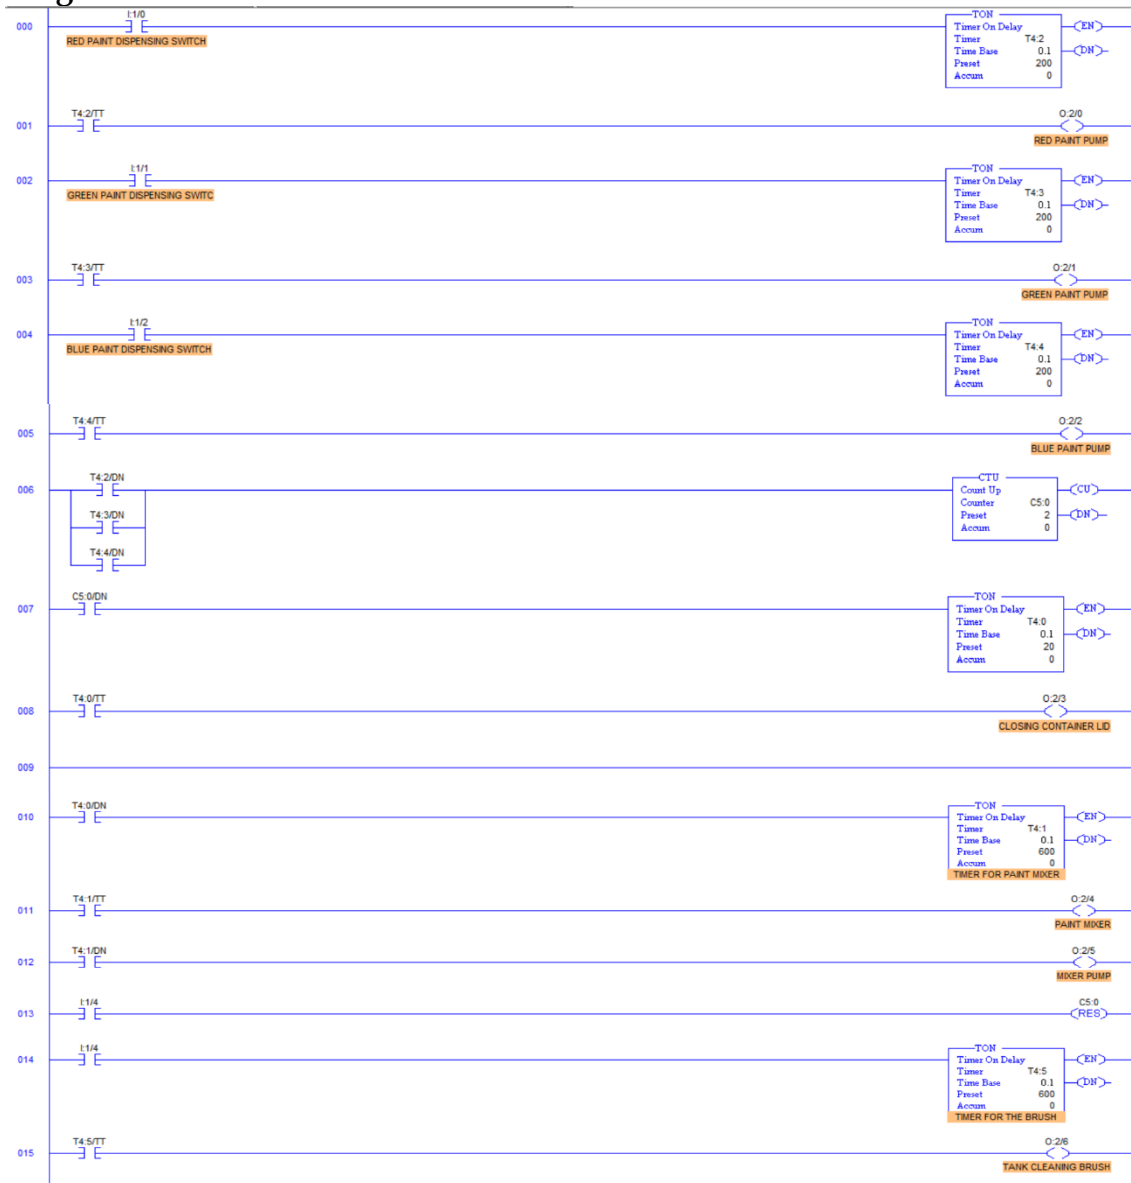 I:1/0
000
RED PAINT DISPENSING SWITCH
TON
Timer On Delay
Timer T4:2
Time Base 0.1
Preset 200
Accum 0
EN
DN
T4:2/TT
001
O:2/0
RED PAINT PUMP
I:1/1
002
GREEN PAINT DISPENSING SWITC
TON
Timer On Delay
Timer T4:3
Time Base 0.1
Preset 200
Accum 0
EN
DN
T4:3/TT
003
O:2/1
GREEN PAINT PUMP
I:1/2
004
BLUE PAINT DISPENSING SWITCH
TON
Timer On Delay
Timer T4:4
Time Base 0.1
Preset 200
Accum 0
EN
DN
T4:4/TT
005
O:2/2
BLUE PAINT PUMP
006
T4:2/DN
T4:3/DN
T4:4/DN
CTU
Count Up
Counter C5:0
Preset 2
Accum 0
CU
DN
C5:0/DN
007
TON
Timer On Delay
Timer T4:0
Time Base 0.1
Preset 20
Accum 0
EN
DN
T4:0/TT
008
O:2/3
CLOSING CONTAINER LID
009
T4:0/DN
010
TON
Timer On Delay
Timer T4:1
Time Base 0.1
Preset 600
Accum 0
EN
DN
TIMER FOR PAINT MIXER
T4:1/TT
011
O:2/4
PAINT MIXER
T4:1/DN
012
O:2/5
MIXER PUMP
I:1/4
013
C5:0
RES
I:1/4
014
TON
Timer On Delay
Timer T4:5
Time Base 0.1
Preset 600
Accum 0
EN
DN
TIMER FOR THE BRUSH
T4:5/TT
015
O:2/6
TANK CLEANING BRUSH